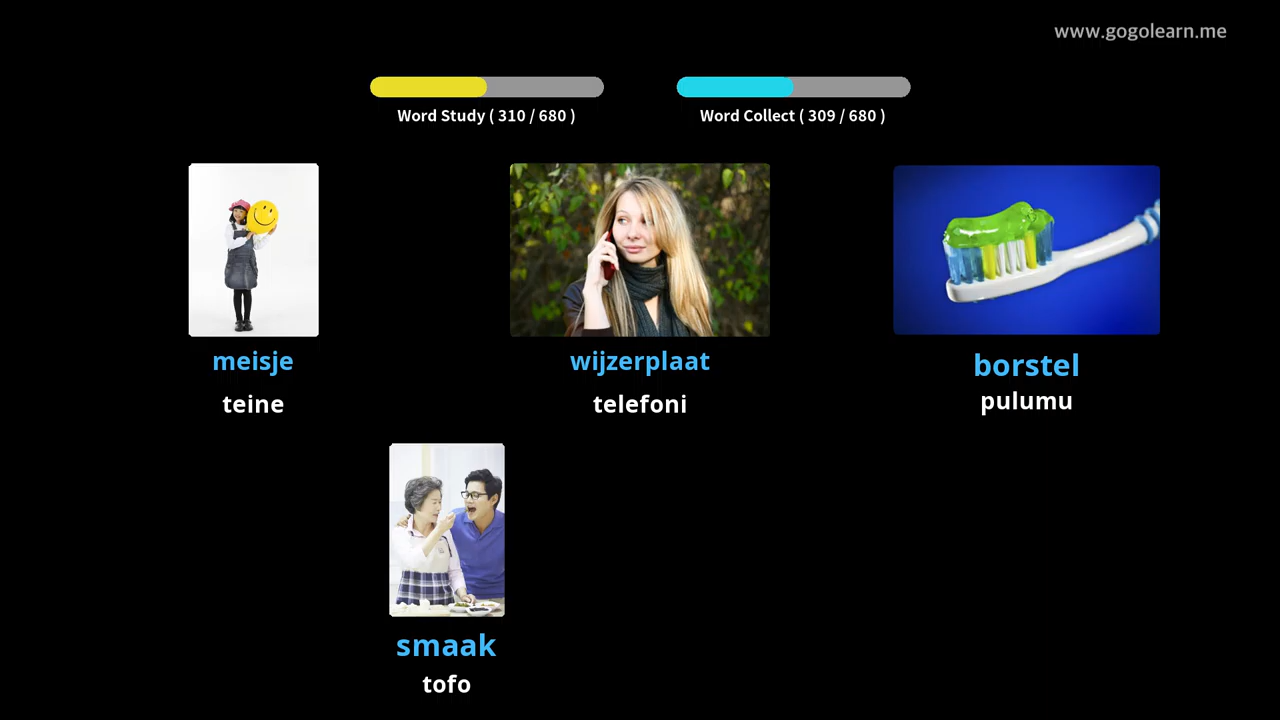 www.gogolearn.me
Word Study ( 310 / 680 )
Word Collect ( 309 / 680 )
meisje
teine
wijzerplaat
telefoni
borstel
pulumu
smaak
tofo